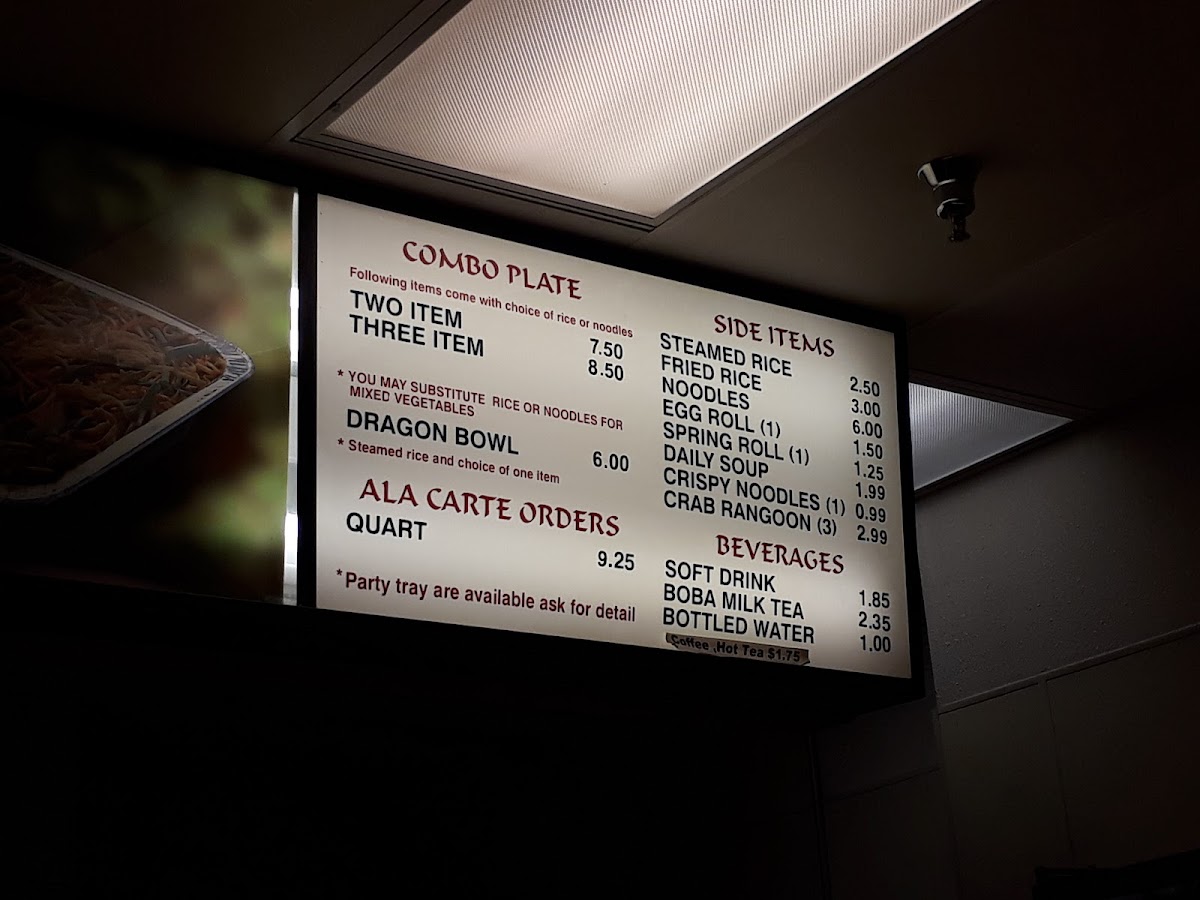 COMBO PLATE
Following items come with choice of rice or noodles
TWO ITEM 7.50
THREE ITEM 8.50
* YOU MAY SUBSTITUTE RICE OR NOODLES FOR
MIXED VEGETABLES
DRAGON BOWL 6.00
* Steamed rice and choice of one item
ALA CARTE ORDERS
QUART 9.25
*Party tray are available ask for detail
SIDE ITEMS
STEAMED RICE 2.50
FRIED RICE 3.00
NOODLES 6.00
EGG ROLL (1) 1.50
SPRING ROLL (1) 1.25
DAILY SOUP 1.99
CRISPY NOODLES (1) 0.99
CRAB RANGOON (3) 2.99
BEVERAGES
SOFT DRINK 1.85
BOBA MILK TEA 2.35
BOTTLED WATER 1.00
Coffee ,Hot Tea $1.75